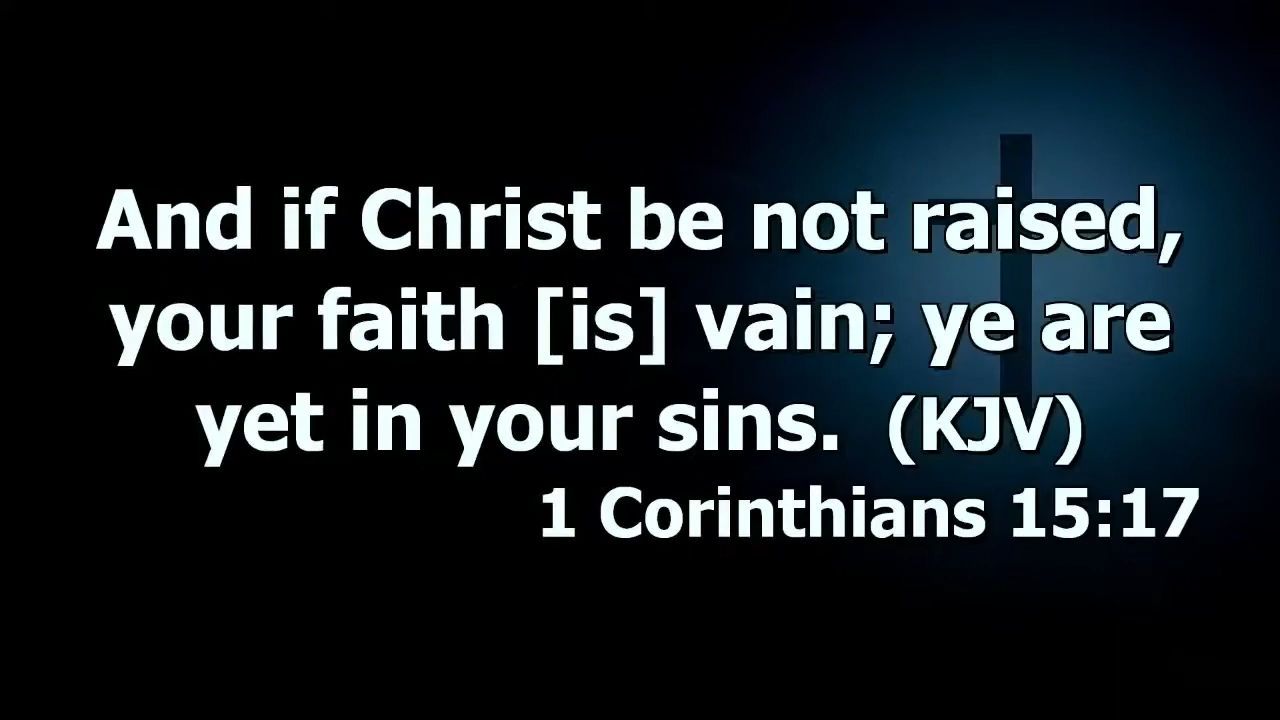 And if Christ be not raised,
your faith [is] vain; ye are
yet in your sins.  (KJV)
1 Corinthians 15:17